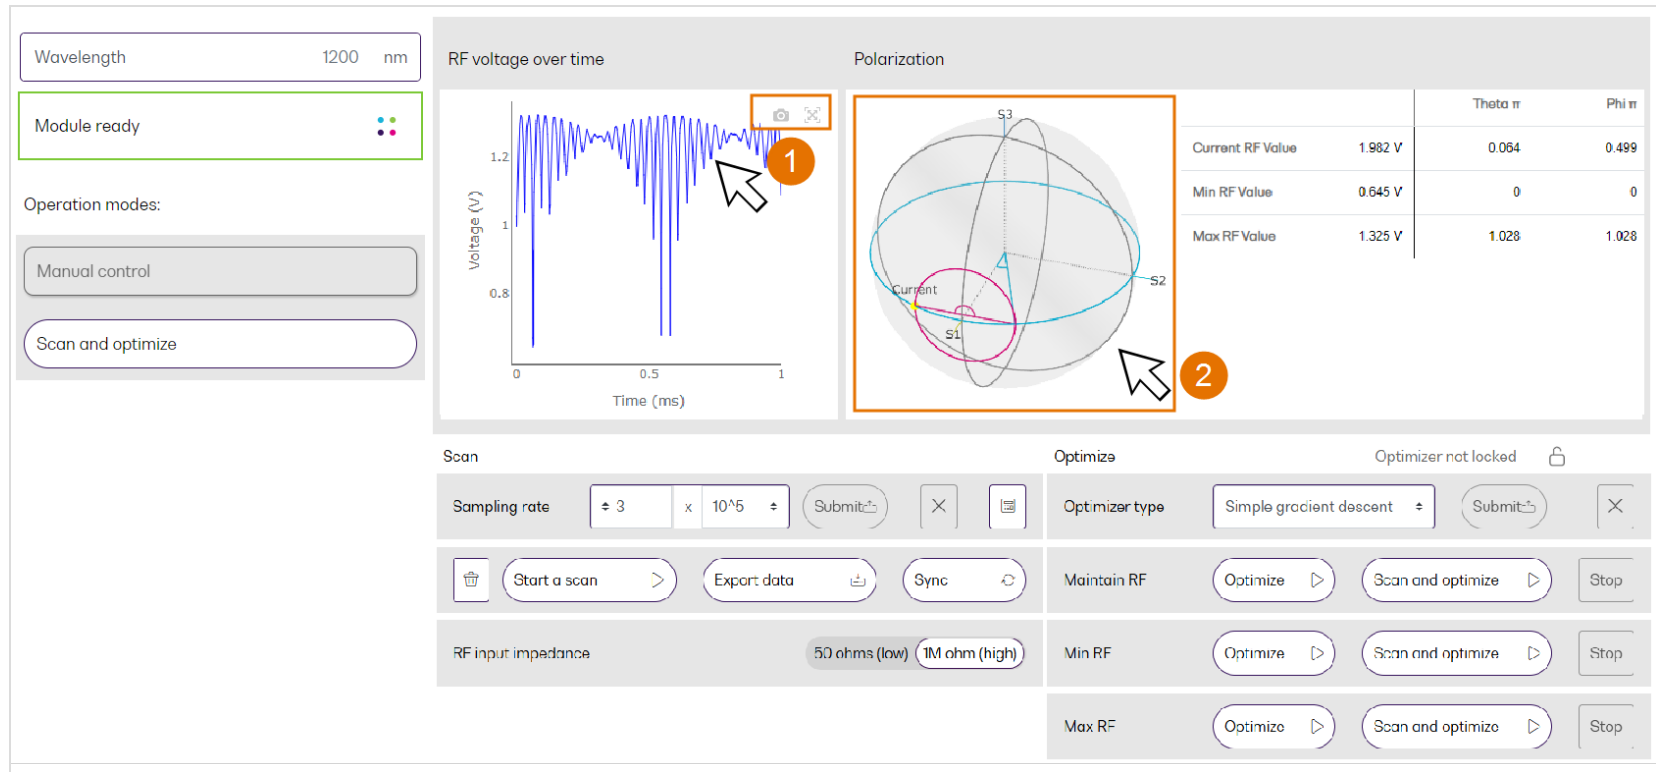 Wavelength 1200 nm
Module ready
Operation modes:
Manual control
Scan and optimize
RF voltage over time
1.2
1
0.8
Voltage (V)
0 0.5 1
Time (ms)
1
Polarization
S3
S2
Current
S1
2
Theta π Phi π
Current RF Value 1.982 V 0.064 0.499
Min RF Value 0.645 V 0 0
Max RF Value 1.325 V 1.028 1.028
Scan
Sampling rate 3 x 10^5 Submit
Start a scan Export data Sync
RF input impedance 50 ohms (low) 1M ohm (high)
Optimize Optimizer not locked
Optimizer type Simple gradient descent Submit
Maintain RF Optimize Scan and optimize Stop
Min RF Optimize Scan and optimize Stop
Max RF Optimize Scan and optimize Stop